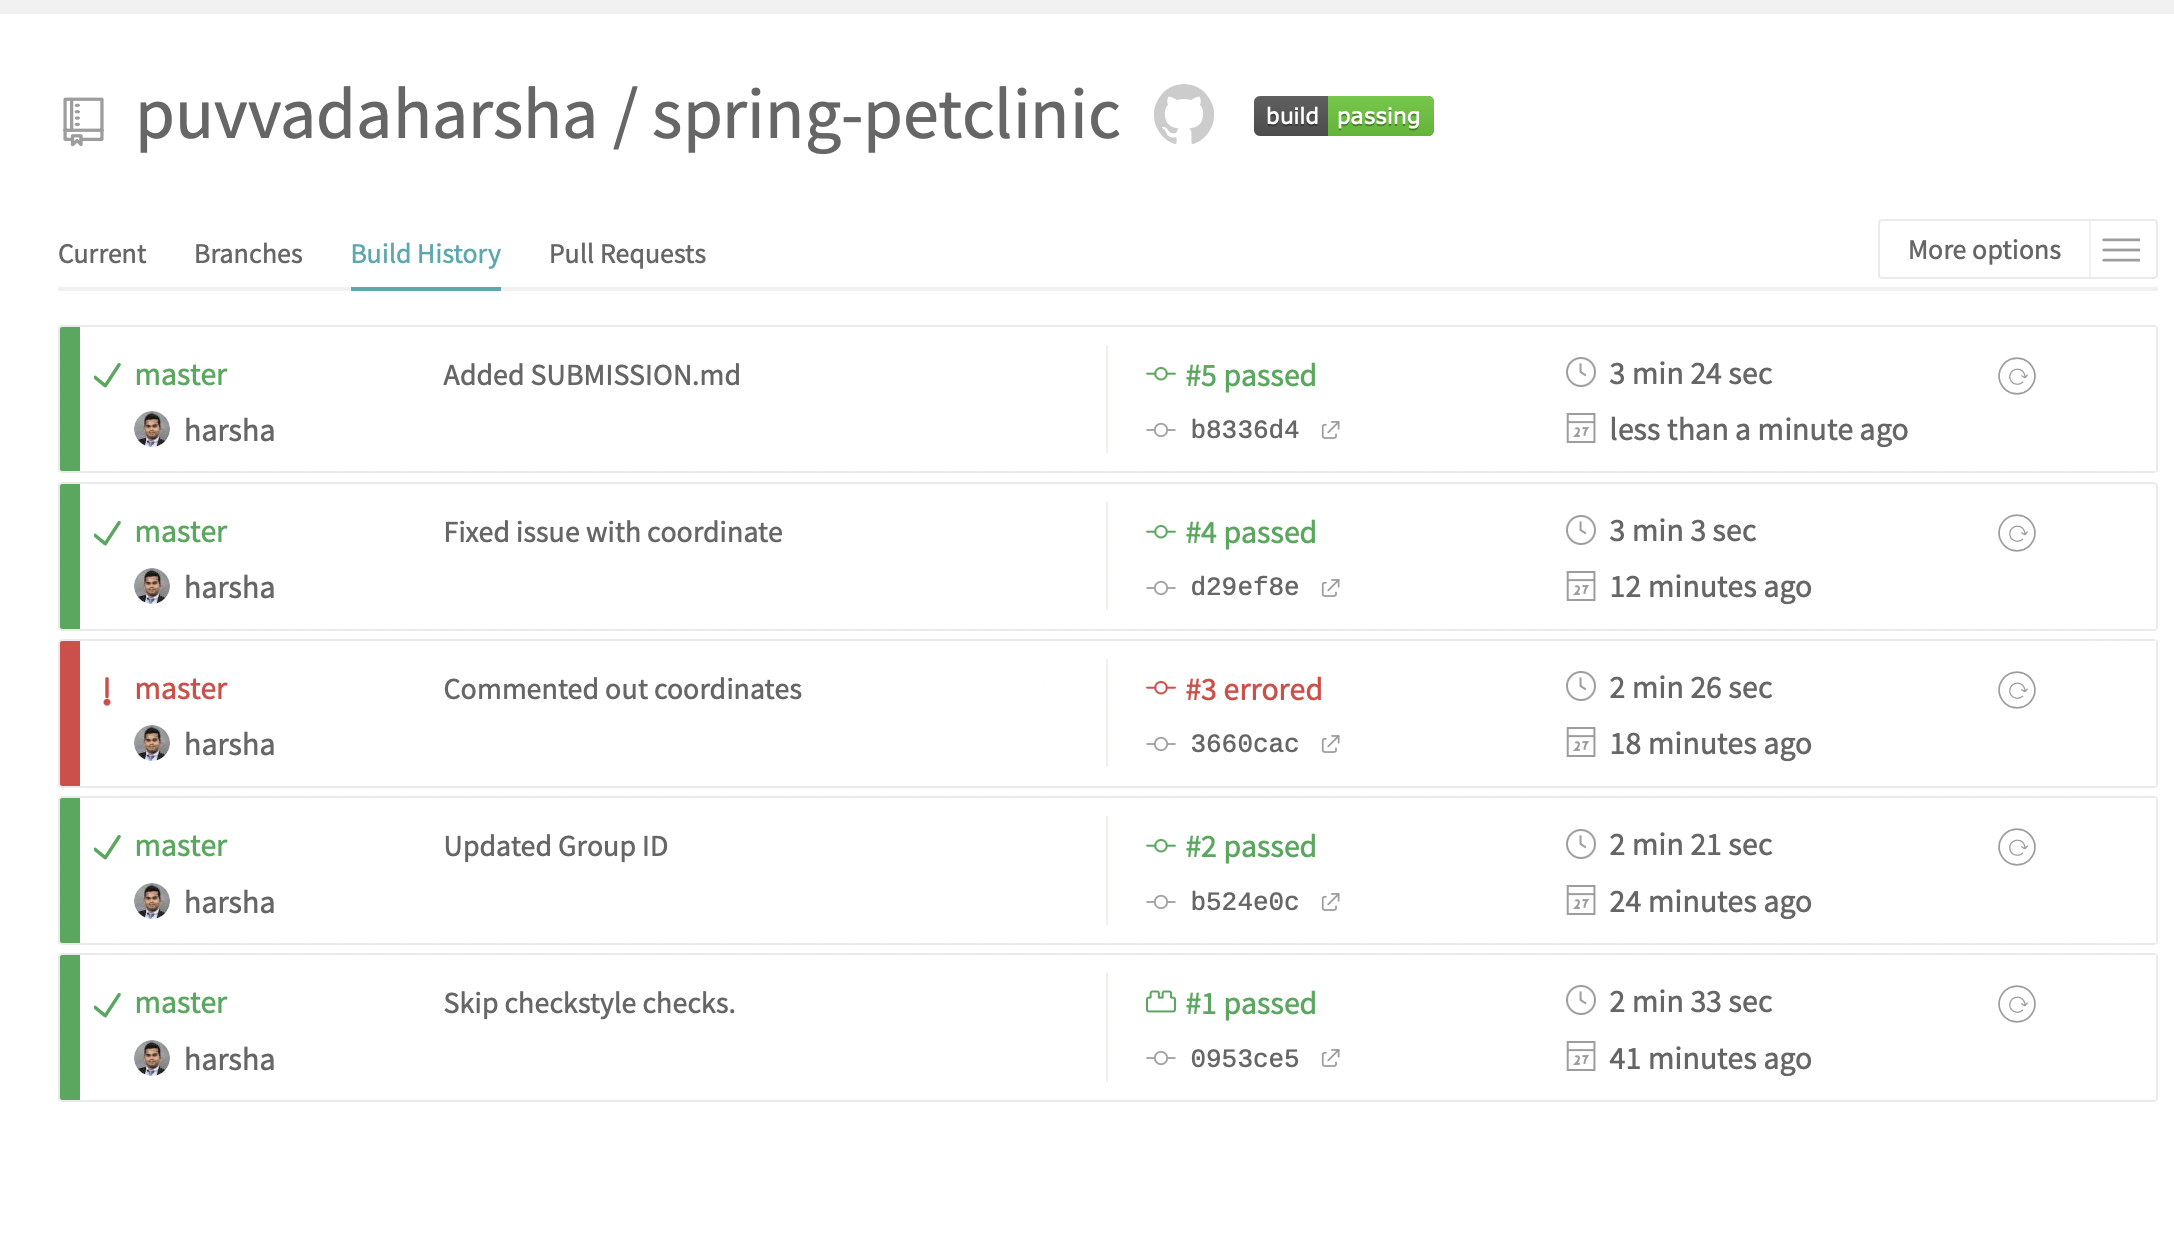 puvvadaharsha / spring-petclinic build passing
Current Branches Build History Pull Requests More options
master Added SUBMISSION.md #5 passed 3 min 24 sec
harsha b8336d4 27 less than a minute ago
master Fixed issue with coordinate #4 passed 3 min 3 sec
harsha d29ef8e 27 12 minutes ago
! master Commented out coordinates #3 errored 2 min 26 sec
harsha 3660cac 27 18 minutes ago
master Updated Group ID #2 passed 2 min 21 sec
harsha b524e0c 27 24 minutes ago
master Skip checkstyle checks. #1 passed 2 min 33 sec
harsha 0953ce5 27 41 minutes ago